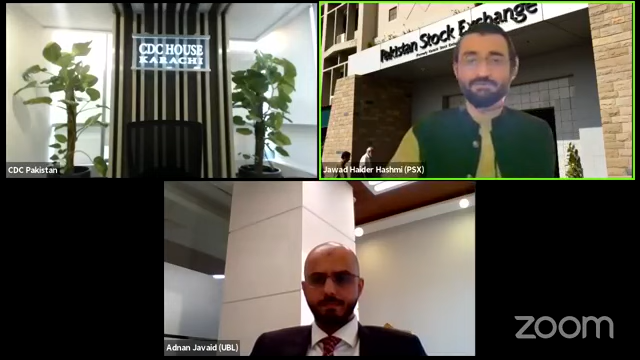 CDC HOUSE
KARACHI
CDC Pakistan
Pakistan Stock Exchange
Jawad Haider Hashmi (PSX)
Adnan Javaid (UBL)
zoom